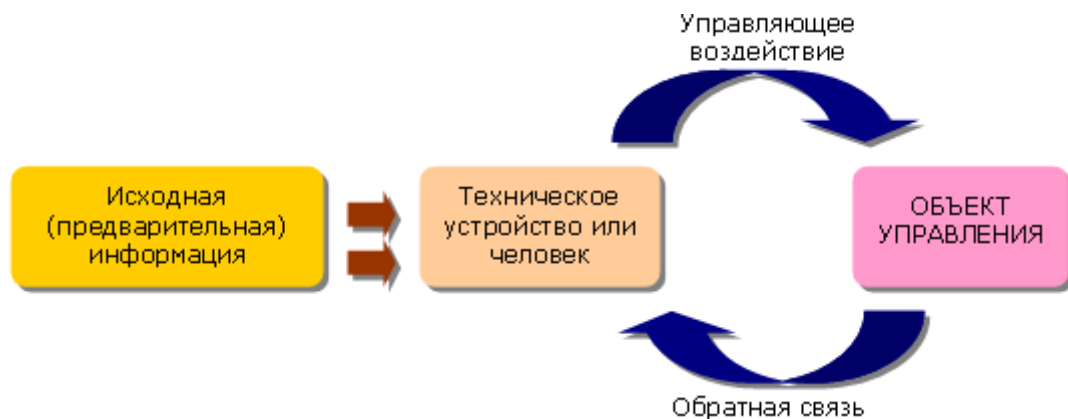 Управляющее
воздействие
Исходная
(предварительная)
информация
Техническое
устройство или
человек
ОБЪЕКТ
УПРАВЛЕНИЯ
Обратная связь